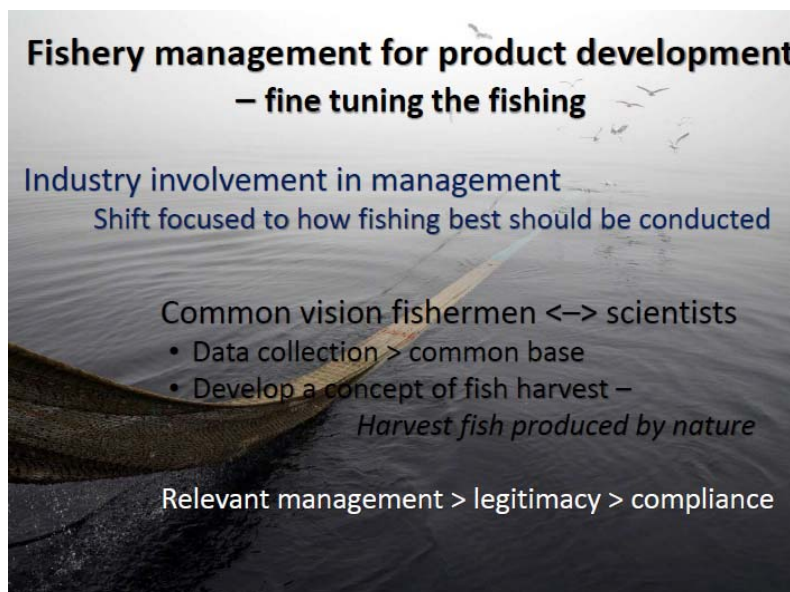 Fishery management for product development
– fine tuning the fishing
Industry involvement in management
Shift focused to how fishing best should be conducted
Common vision fishermen <–> scientists
• Data collection > common base
• Develop a concept of fish harvest –
Harvest fish produced by nature
Relevant management > legitimacy > compliance